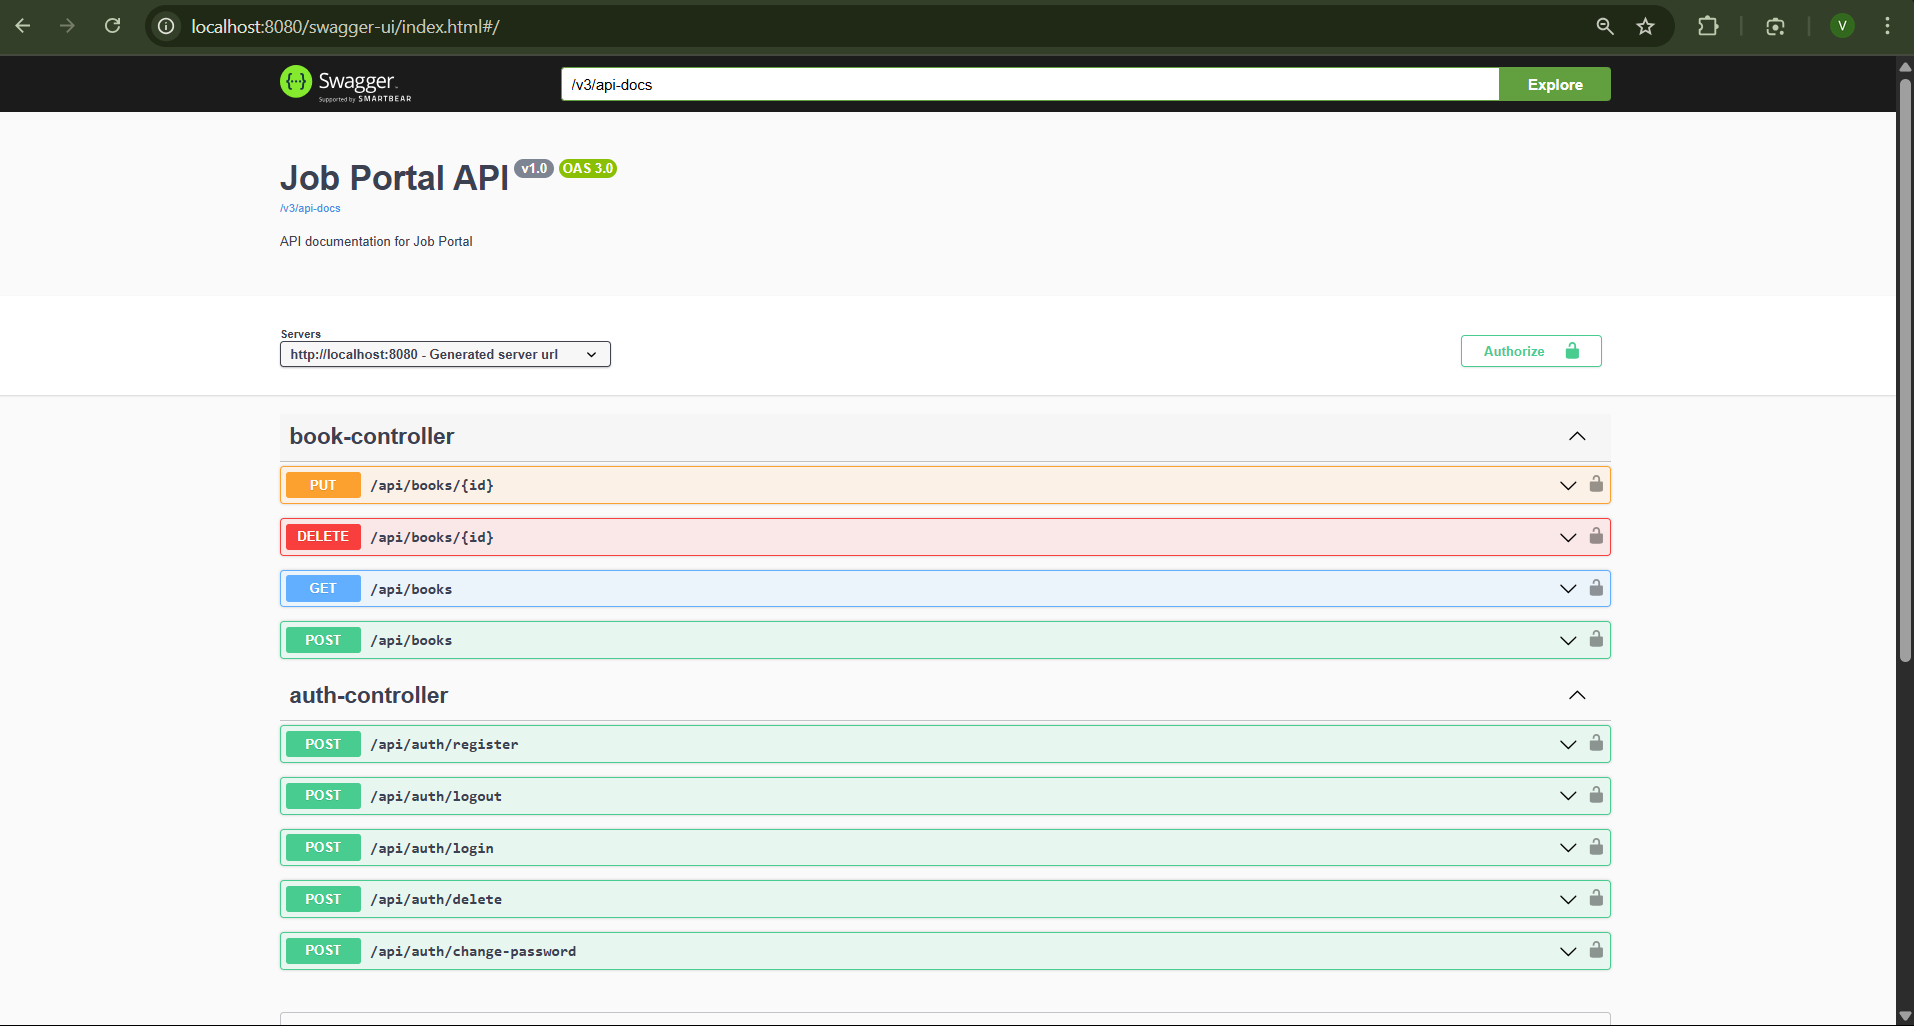 localhost:8080/swagger-ui/index.html#/
V
{···} Swagger
Supported by SMARTBEAR
/v3/api-docs
Explore
Job Portal API v1.0 OAS 3.0
/v3/api-docs
API documentation for Job Portal
Servers
http://localhost:8080 - Generated server url
Authorize
book-controller
PUT /api/books/{id}
DELETE /api/books/{id}
GET /api/books
POST /api/books
auth-controller
POST /api/auth/register
POST /api/auth/logout
POST /api/auth/login
POST /api/auth/delete
POST /api/auth/change-password